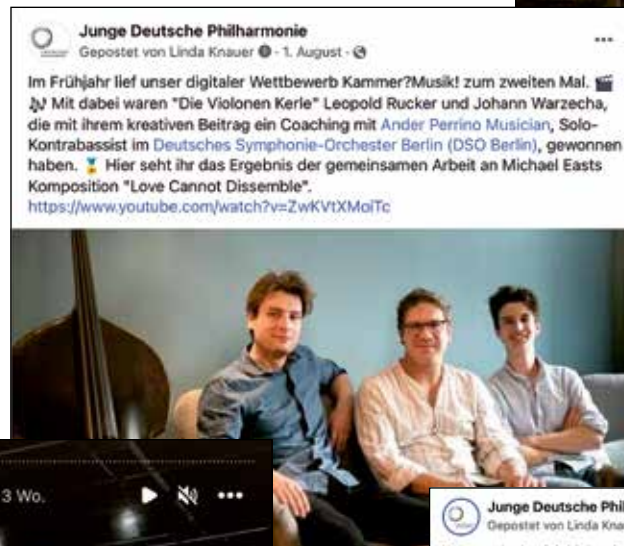 Junge Deutsche Philharmonie
Gepostet von Linda Knauer · 1. August ·
Im Frühjahr lief unser digitaler Wettbewerb Kammer?Musik! zum zweiten Mal. 🎬
🎶 Mit dabei waren "Die Violonen Kerle" Leopold Rucker und Johann Warzecha,
die mit ihrem kreativen Beitrag ein Coaching mit Ander Perrino Musician, Solo-
Kontrabassist im Deutsches Symphonie-Orchester Berlin (DSO Berlin), gewonnen
haben. 🏅 Hier seht ihr das Ergebnis der gemeinsamen Arbeit an Michael Easts
Komposition "Love Cannot Dissemble".
https://www.youtube.com/watch?v=ZwKVtXMoiTc
3 Wo.
Junge Deutsche Phil
Gepostet von Linda Kna